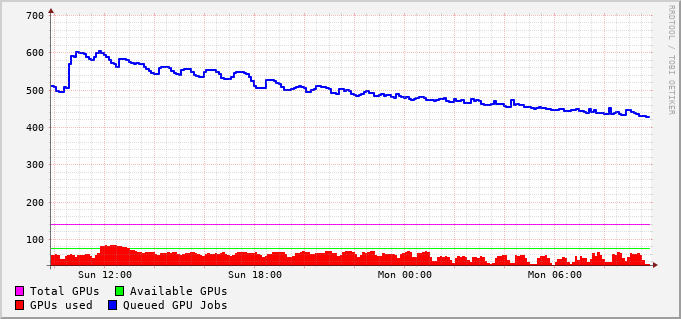 700
600
500
400
300
200
100
Sun 12:00 Sun 18:00 Mon 00:00 Mon 06:00
Total GPUs Available GPUs
GPUs used Queued GPU Jobs
RRDTOOL / TOBI OETIKER